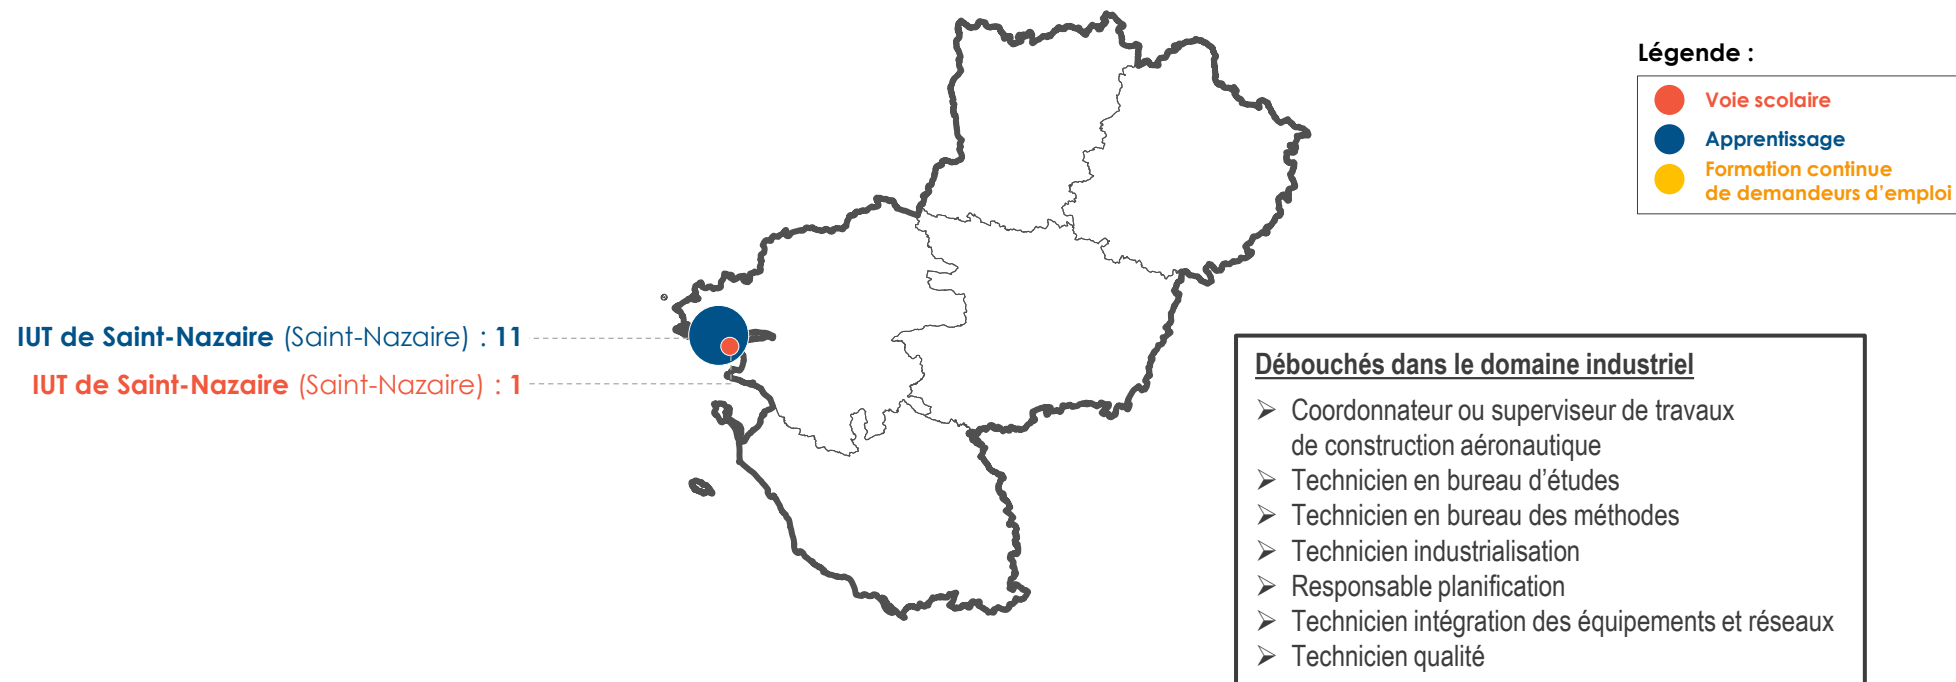 Légende :
Voie scolaire
Apprentissage
Formation continue
de demandeurs d'emploi
IUT de Saint-Nazaire (Saint-Nazaire) : 11
IUT de Saint-Nazaire (Saint-Nazaire) : 1
Débouchés dans le domaine industriel
➢ Coordonnateur ou superviseur de travaux
de construction aéronautique
➢ Technicien en bureau d'études
➢ Technicien en bureau des méthodes
➢ Technicien industrialisation
➢ Responsable planification
➢ Technicien intégration des équipements et réseaux
➢ Technicien qualité